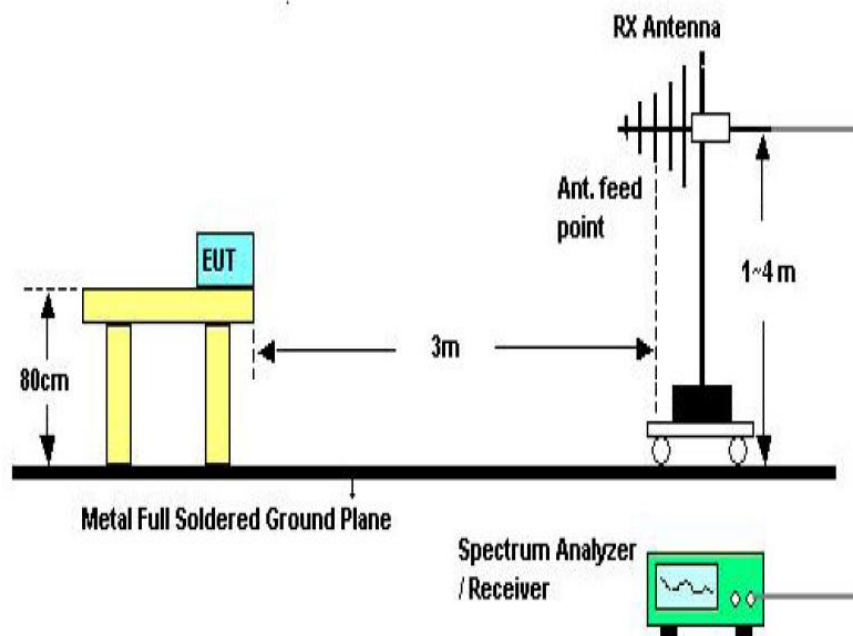 RX Antenna
Ant. feed
point
EUT
1~4 m
3m
80cm
Metal Full Soldered Ground Plane
Spectrum Analyzer
/ Receiver